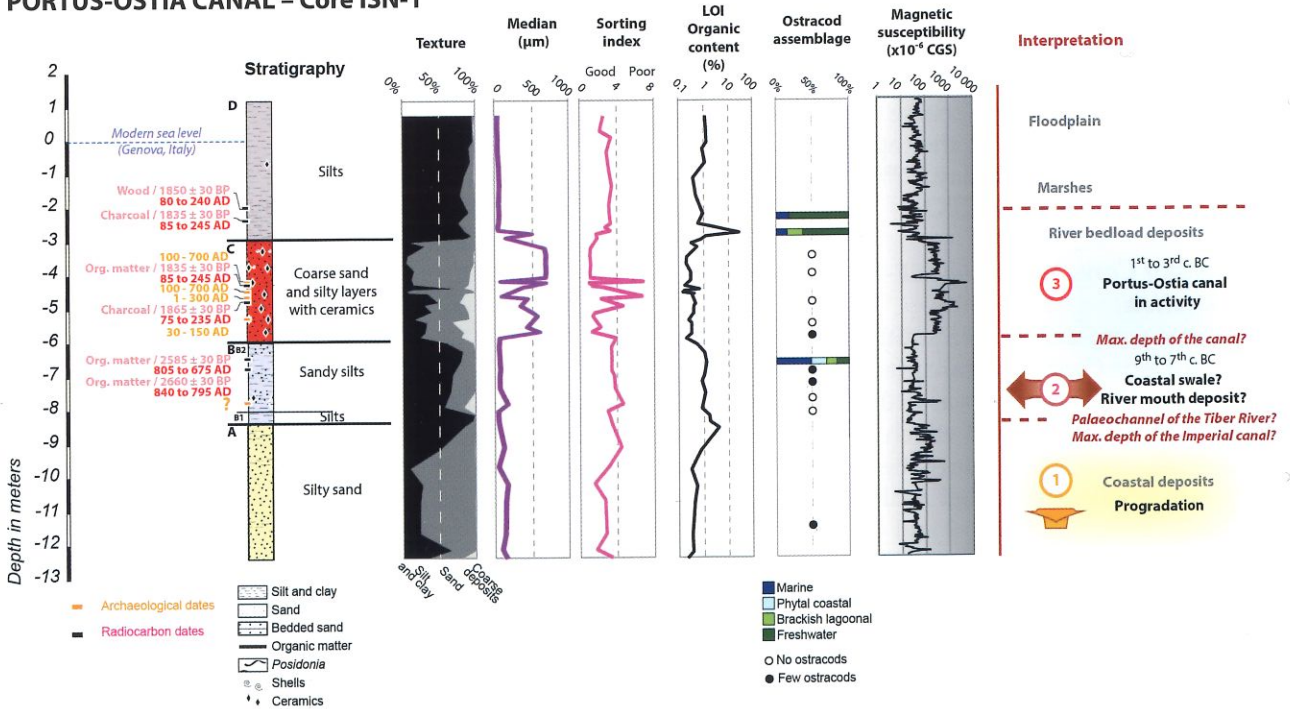 PORTUS-OSTIA CANAL – Core ISN-1
Stratigraphy
Texture
0%
50%
100%
Median
(µm)
0
500
1000
Sorting
index
Good
Poor
0
4
8
LOI
Organic
content
(%)
0,1
1
10
100
Ostracod
assemblage
0%
50%
100%
Magnetic
susceptibility
(x10-6 CGS)
1
10
100
1000
10 000
Interpretation
2
1
0
-1
-2
-3
-4
-5
-6
-7
-8
-9
-10
-11
-12
-13
Depth in meters
Modern sea level
(Genova, Italy)
Wood / 1850 ± 30 BP
80 to 240 AD
Charcoal / 1835 ± 30 BP
85 to 245 AD
100 - 700 AD
Org. matter / 1835 ± 30 BP
85 to 245 AD
100 - 700 AD
1 - 300 AD
Charcoal / 1865 ± 30 BP
75 to 235 AD
30 - 150 AD
Org. matter / 2585 ± 30 BP
805 to 675 AD
Org. matter / 2660 ± 30 BP
840 to 795 AD
?
D
C
B
B2
B1
A
Silts
Coarse sand
and silty layers
with ceramics
Sandy silts
Silts
Silty sand
Silt
and clay
Sand
Coarse
deposits
Floodplain
Marshes
River bedload deposits
1st to 3rd c. BC
3
Portus-Ostia canal
in activity
Max. depth of the canal?
9th to 7th c. BC
2
Coastal swale?
River mouth deposit?
Palaeochannel of the Tiber River?
Max. depth of the Imperial canal?
1
Coastal deposits
Progradation
Archaeological dates
Radiocarbon dates
Silt and clay
Sand
Bedded sand
Organic matter
Posidonia
Shells
Ceramics
Marine
Phytal coastal
Brackish lagoonal
Freshwater
No ostracods
Few ostracods